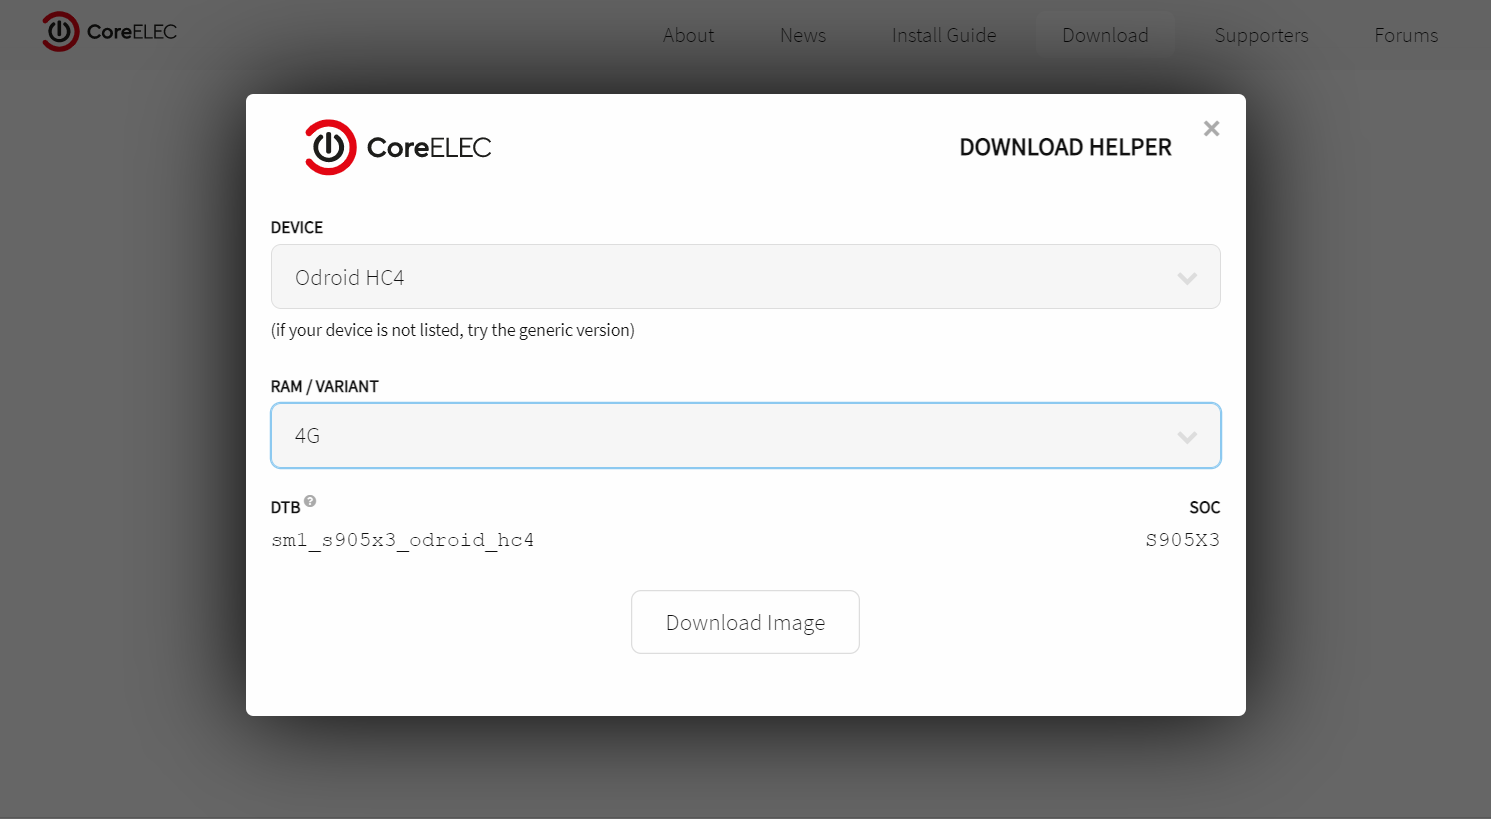 CoreELEC
About News Install Guide Download Supporters Forums
CoreELEC
DOWNLOAD HELPER
×
DEVICE
Odroid HC4
(if your device is not listed, try the generic version)
RAM / VARIANT
4G
DTB ?
SOC
sm1_s905x3_odroid_hc4
S905X3
Download Image